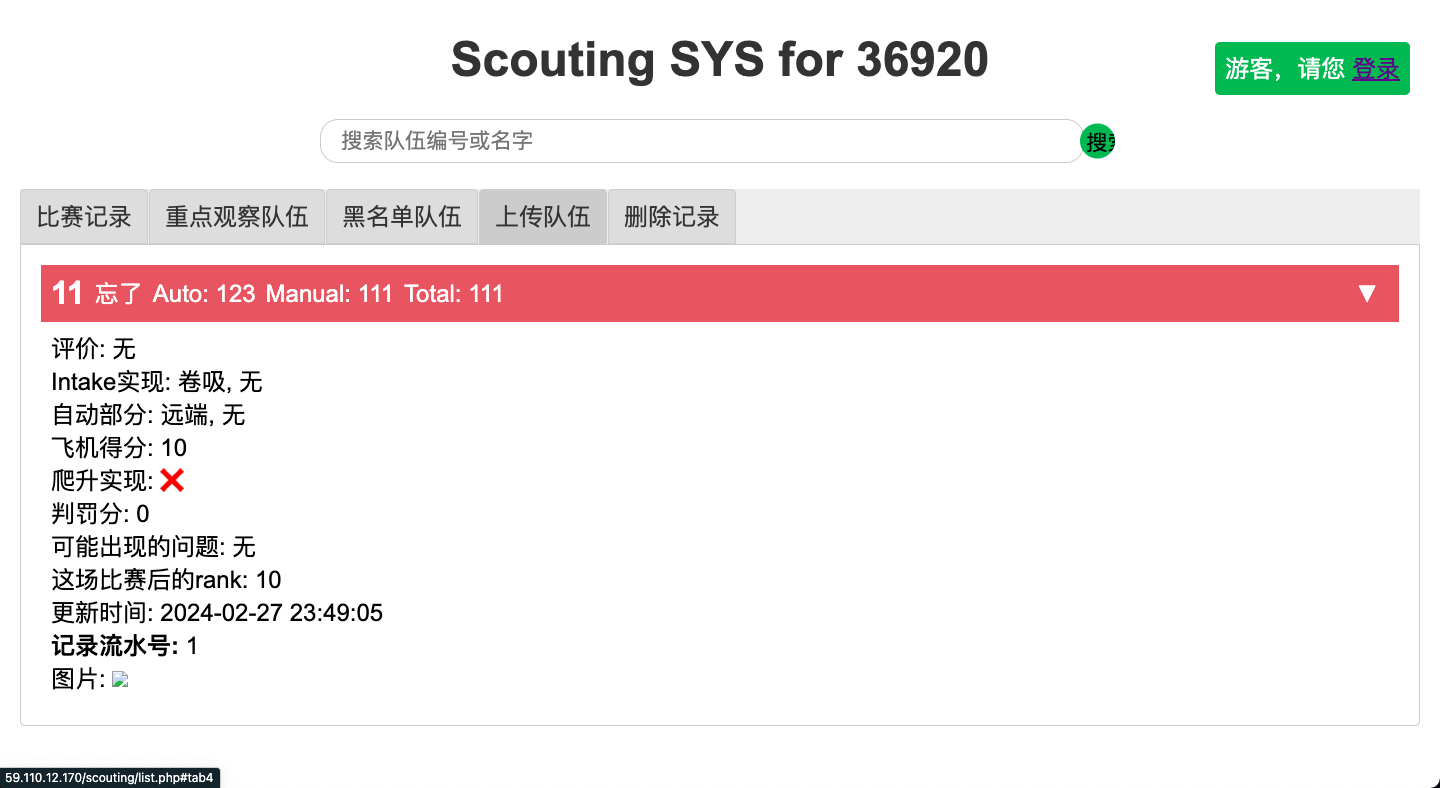 Scouting SYS for 36920
游客，请您 登录
搜索队伍编号或名字
搜
比赛记录 重点观察队伍 黑名单队伍 上传队伍 删除记录
11 忘了 Auto: 123 Manual: 111 Total: 111 ▼
评价: 无
Intake实现: 卷吸, 无
自动部分: 远端, 无
飞机得分: 10
爬升实现: ❌
判罚分: 0
可能出现的问题: 无
这场比赛后的rank: 10
更新时间: 2024-02-27 23:49:05
记录流水号: 1
图片:
59.110.12.170/scouting/list.php#tab4